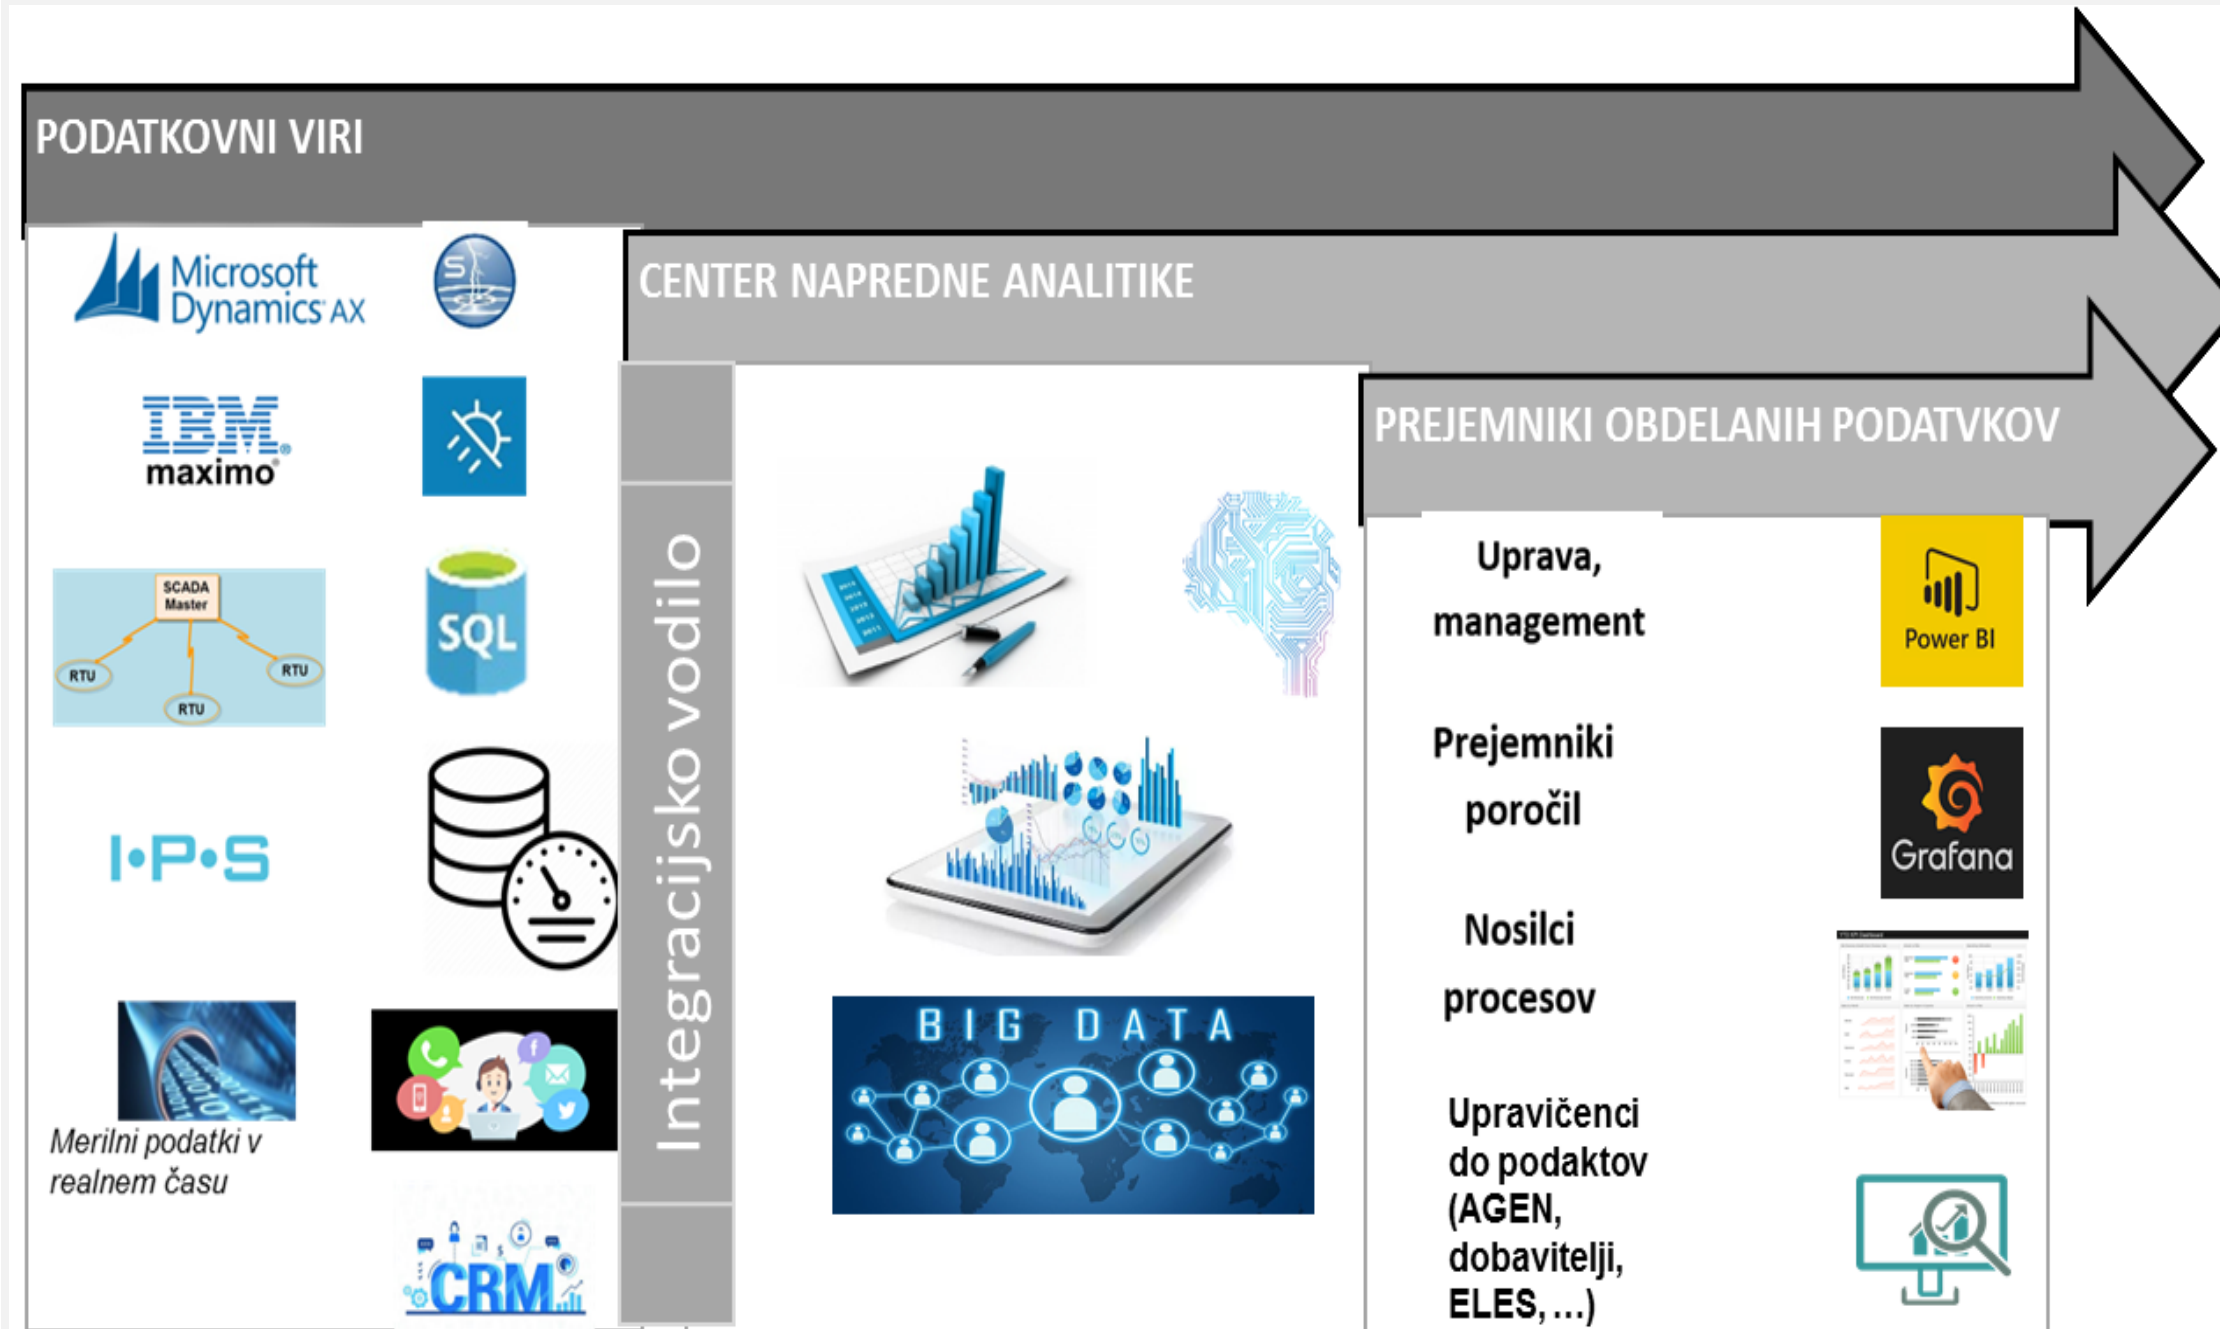 PODATKOVNI VIRI
Microsoft
Dynamics AX
S
CENTER NAPREDNE ANALITIKE
IBM
maximo
PREJEMNIKI OBDELANIH PODATVKOV
SCADA
Master
RTU
RTU
RTU
SQL
I•P•S
Merilni podatki v
realnem času
CRM
Integracijsko vodilo
BIG DATA
Uprava,
management
Prejemniki
poročil
Nosilci
procesov
Upravičenci
do podaktov
(AGEN,
dobavitelji,
ELES, ...)
Power BI
Grafana